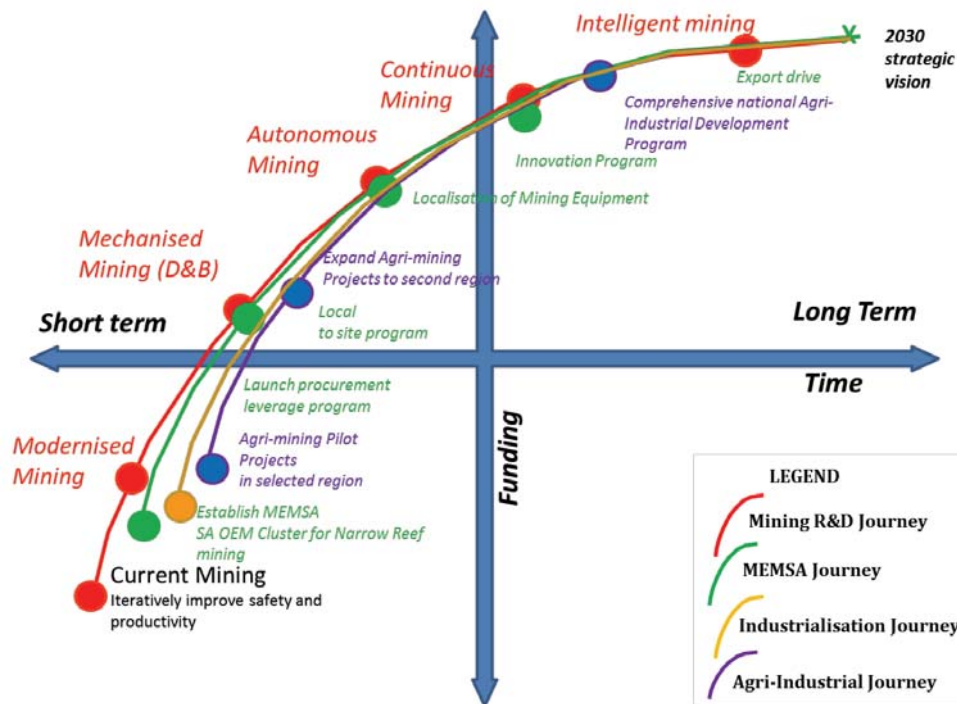 Intelligent mining
2030
strategic
vision
Continuous
Mining
Export drive
Comprehensive national Agri-
Industrial Development
Program
Autonomous
Mining
Innovation Program
Localisation of Mining Equipment
Mechanised
Mining (D&B)
Expand Agri-mining
Projects to second region
Short term
Local
to site program
Long Term
Time
Launch procurement
leverage program
Modernised
Mining
Agri-mining Pilot
Projects
in selected region
Funding
Establish MEMSA
SA OEM Cluster for Narrow Reef
mining
Current Mining
Iteratively improve safety and
productivity
LEGEND
Mining R&D Journey
MEMSA Journey
Industrialisation Journey
Agri-Industrial Journey